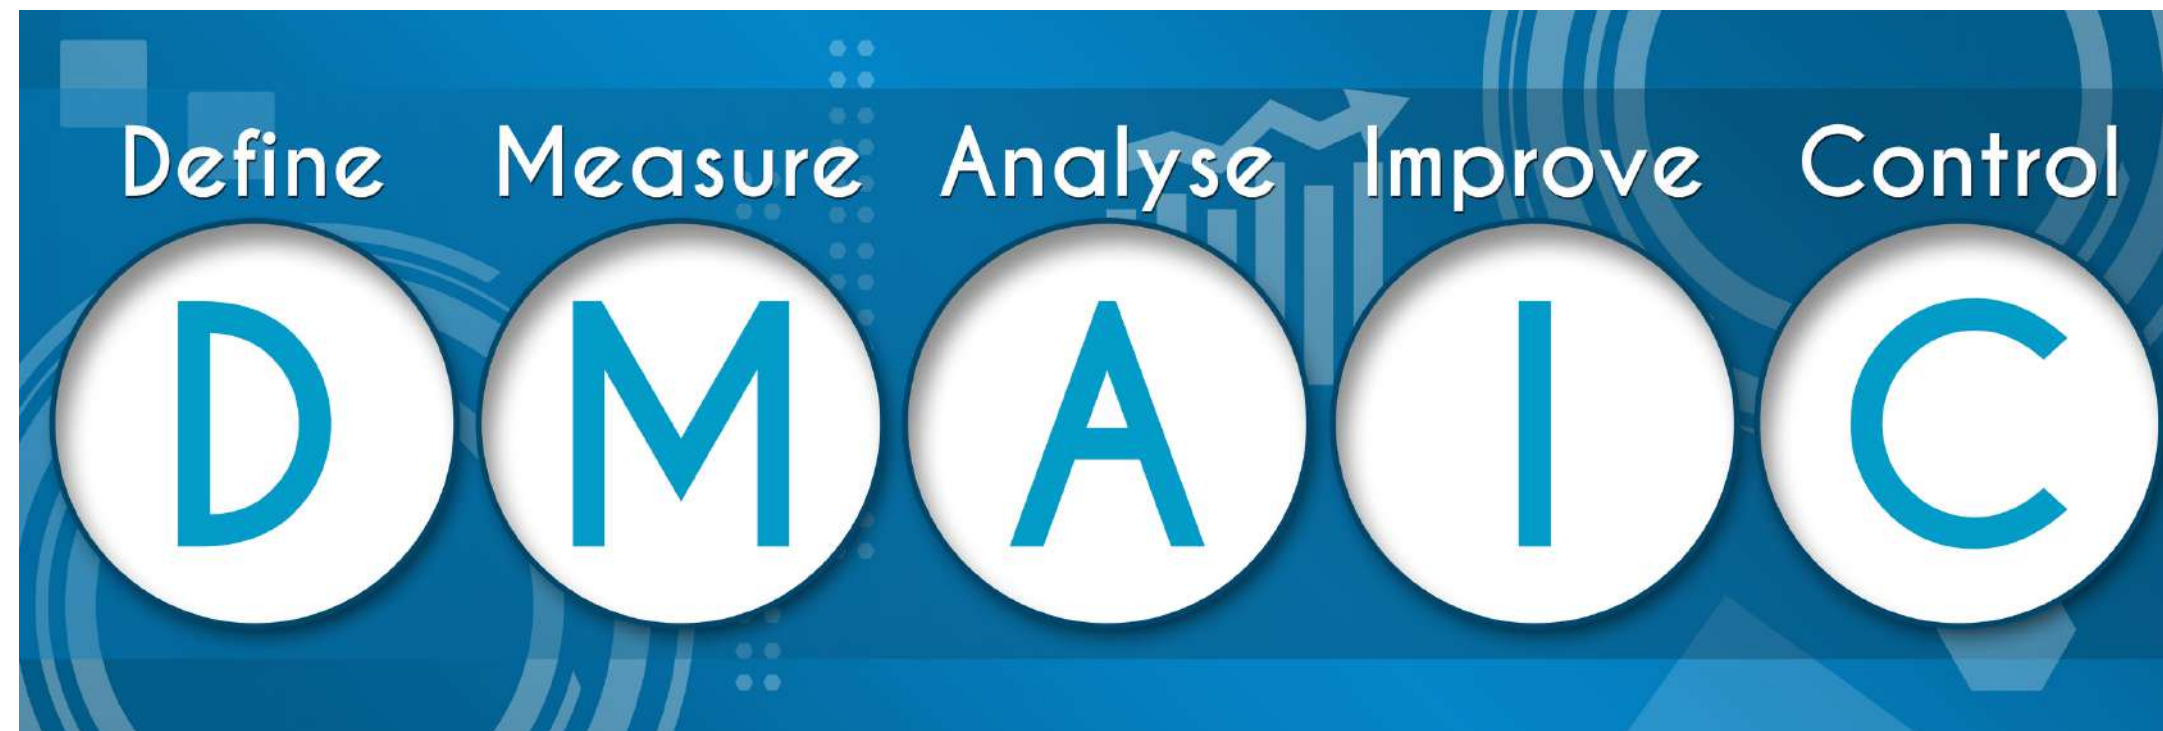 Define Measure Analyse Improve Control
D M A I C